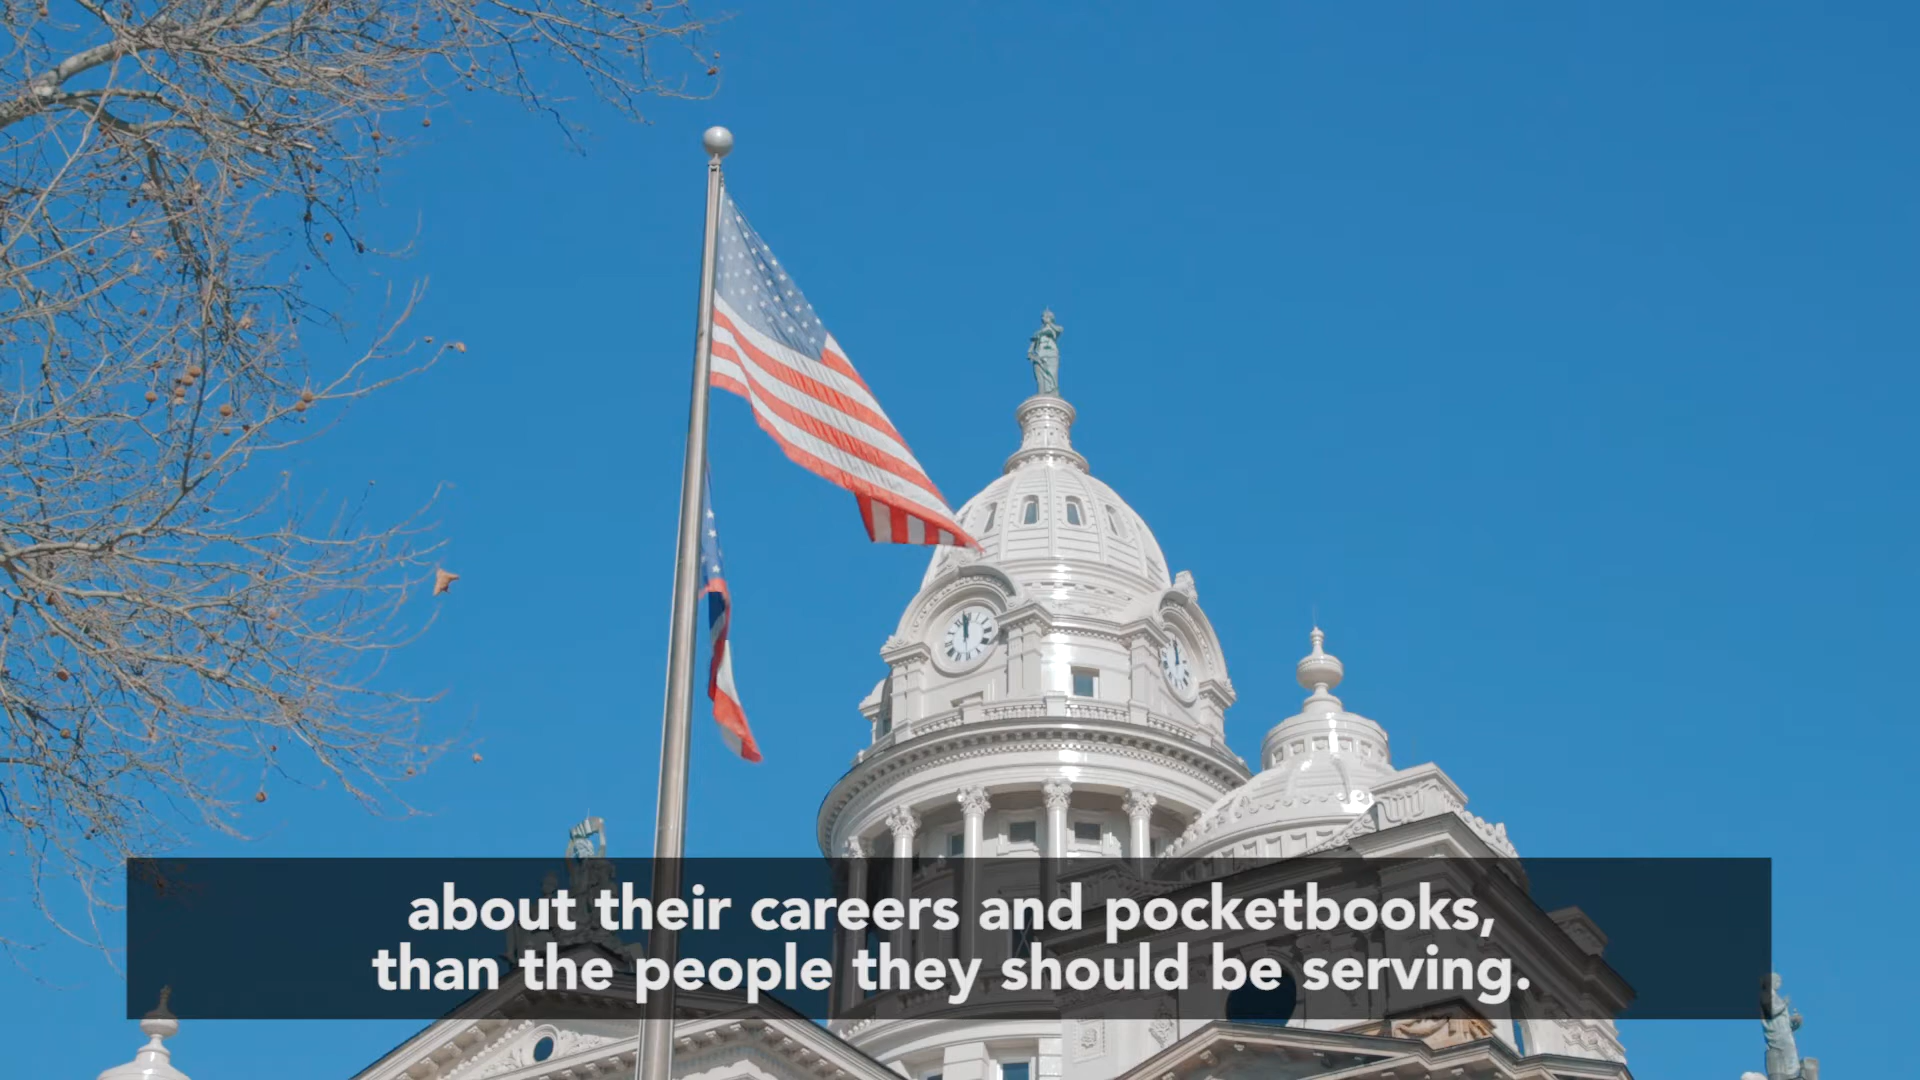 about their careers and pocketbooks,
than the people they should be serving.